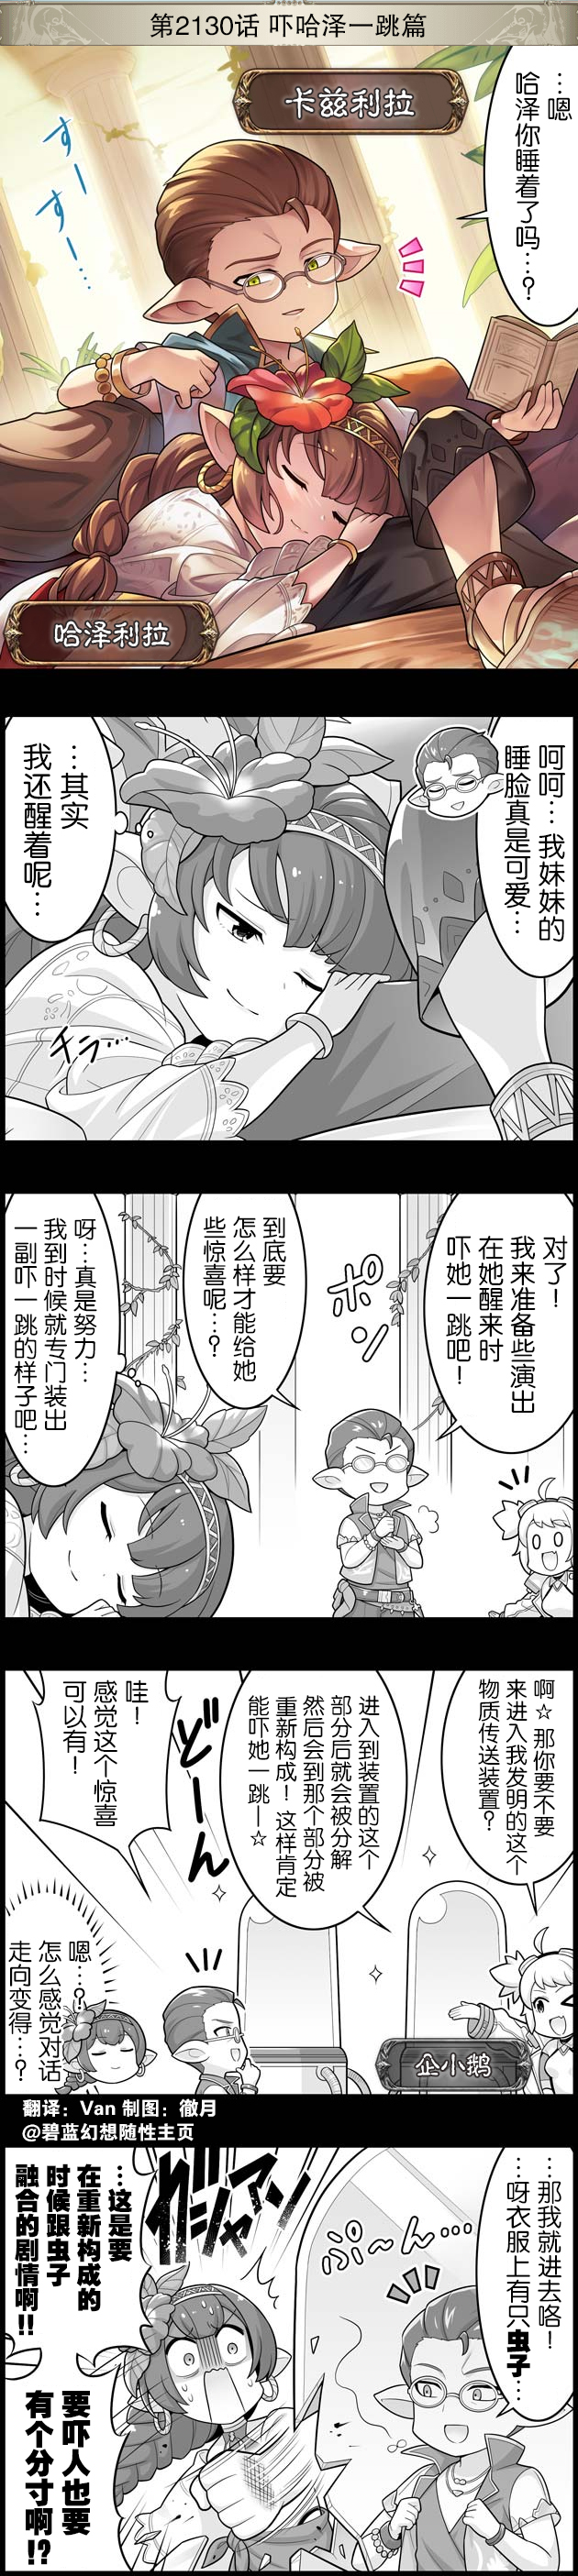 第2130话 吓哈泽一跳篇
卡兹利拉
…嗯
哈泽你睡着了吗…?
すー
すー…
哈泽利拉
呵呵…我妹妹的
睡脸真是可爱…
…其实
我还醒着呢…
チラ…
对了！
我来准备些演出
在她醒来时
吓她一跳吧！
ポン
到底要
怎么样才能给她
些惊喜呢…?
呀…真是努力…
我到时候就专门装出
一副吓一跳的样子吧…
啊☆那你要不要
来进入我发明的这个
物质传送装置?
进入到装置的这个
部分后就会被分解
然后会到那个部分被
重新构成！这样肯定
能吓她一跳—☆
どーん
哇！
感觉这个惊喜
可以有！
嗯…?
怎么感觉对话
走向变得…?
企小鹅
翻译：Van 制图：徹月
@碧蓝幻想随性主页
…那我就进去咯！
…呀衣服上有只虫子…
ぷ〜ん…
ガシャアン
…这是要
在重新构成的
时候跟虫子
融合的剧情啊!!
要吓人也要
有个分寸啊!?